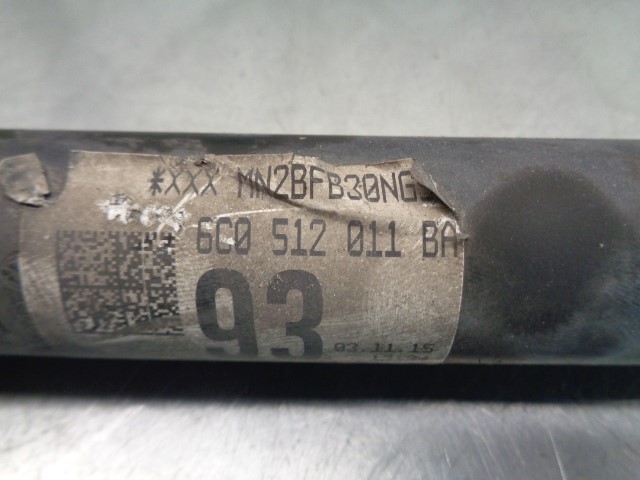 *XXX MN2BFB30NG
6C0 512 011 BA
93
03.11.15